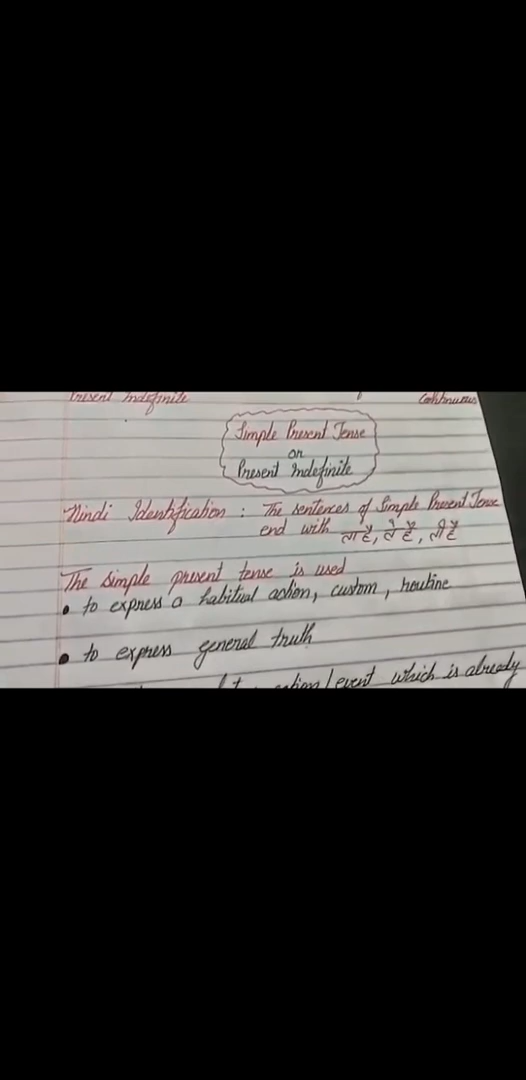 Present Indefinite
Continuous
Simple Present Tense
or
Present Indefinite
Hindi Identification : The sentences of Simple Present Tense
end with ता है, ते है, ती है
The simple present tense is used
• to express a habitual action, custom, routine
• to express general truth
action/event which is already